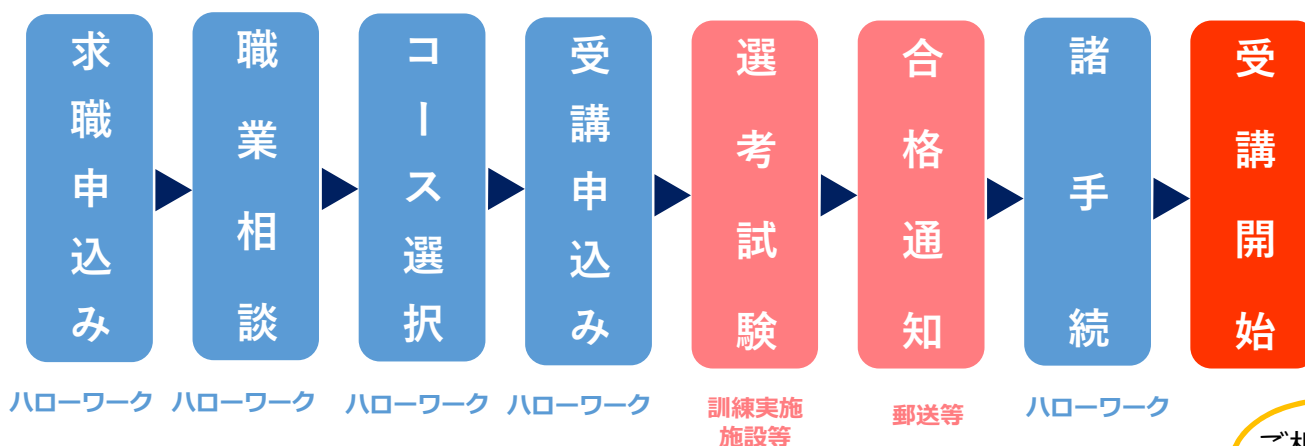 求職申込み
職業相談
コース選択
受講申込み
選考試験
合格通知
諸手続
受講開始
ハローワーク
ハローワーク
ハローワーク
ハローワーク
訓練実施
施設等
郵送等
ハローワーク